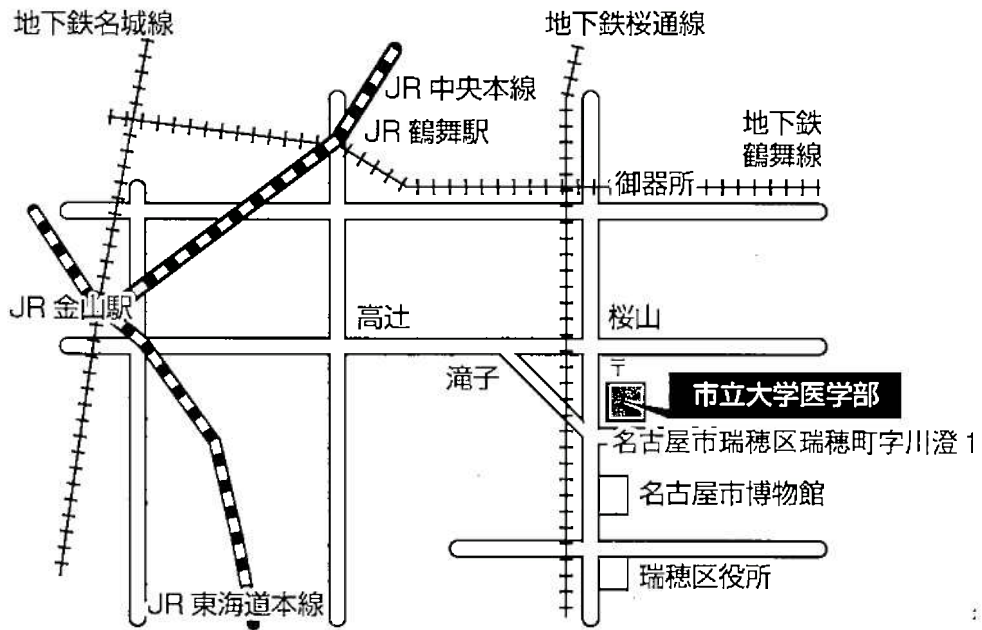 地下鉄名城線
地下鉄桜通線
JR 中央本線
JR 鶴舞駅
地下鉄
鶴舞線
御器所
JR 金山駅
高辻
桜山
滝子
〒
市立大学医学部
名古屋市瑞穂区瑞穂町字川澄 1
名古屋市博物館
瑞穂区役所
JR 東海道本線